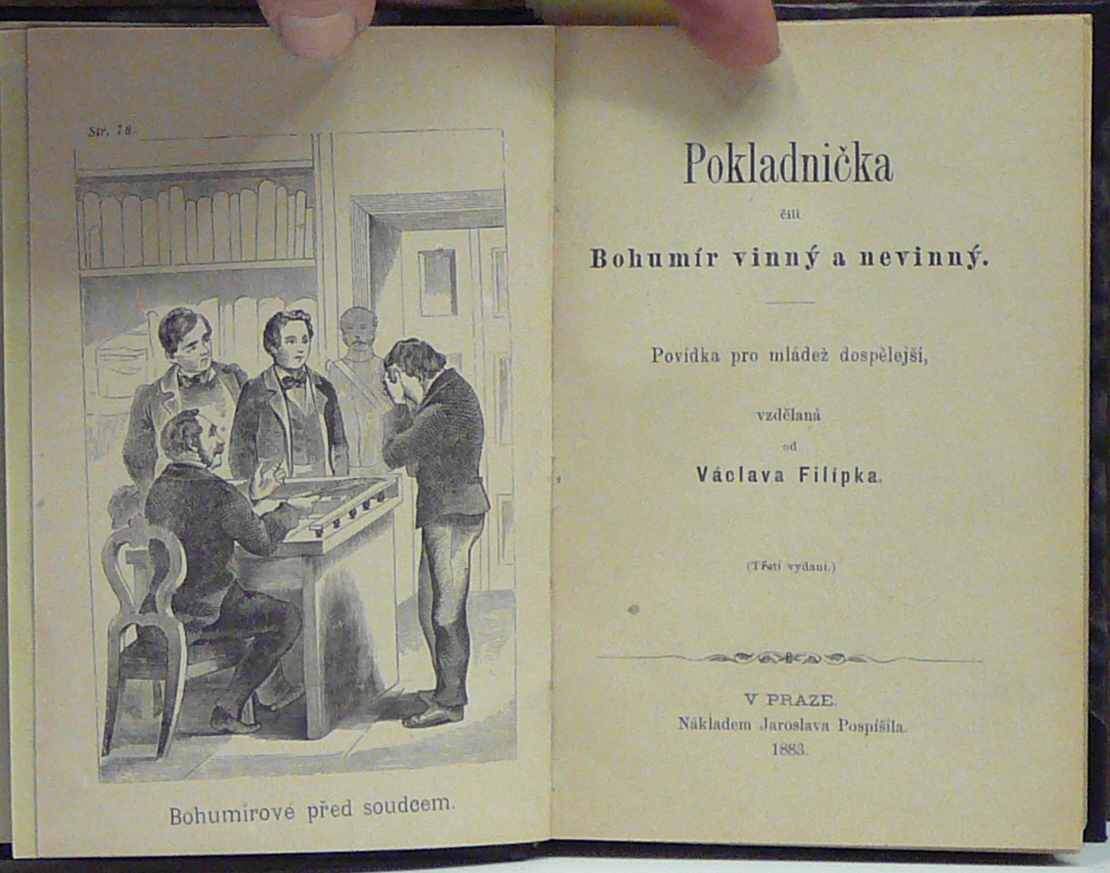 Str. 78.
Bohumírové před soudcem.
Pokladnička
čili
Bohumír vinný a nevinný.
Povídka pro mládež dospělejší,
vzdělaná
od
Václava Filípka.
(Třetí vydání.)
V PRAZE.
Nákladem Jaroslava Pospíšila.
1883.